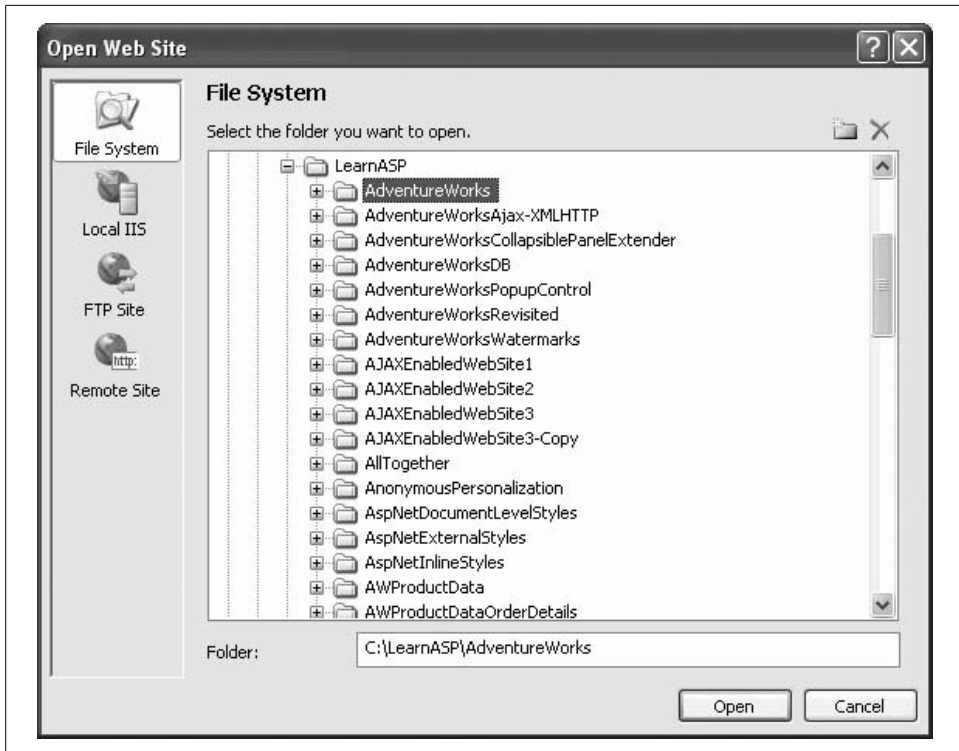 Open Web Site
File System
Local IIS
FTP Site
http:
Remote Site
File System
Select the folder you want to open.
LearnASP
AdventureWorks
AdventureWorksAjax-XMLHTTP
AdventureWorksCollapsiblePanelExtender
AdventureWorksDB
AdventureWorksPopupControl
AdventureWorksRevisited
AdventureWorksWatermarks
AJAXEnabledWebSite1
AJAXEnabledWebSite2
AJAXEnabledWebSite3
AJAXEnabledWebSite3-Copy
AllTogether
AnonymousPersonalization
AspNetDocumentLevelStyles
AspNetExternalStyles
AspNetInlineStyles
AWProductData
AWProductDataOrderDetails
Folder: C:\LearnASP\AdventureWorks
Open Cancel